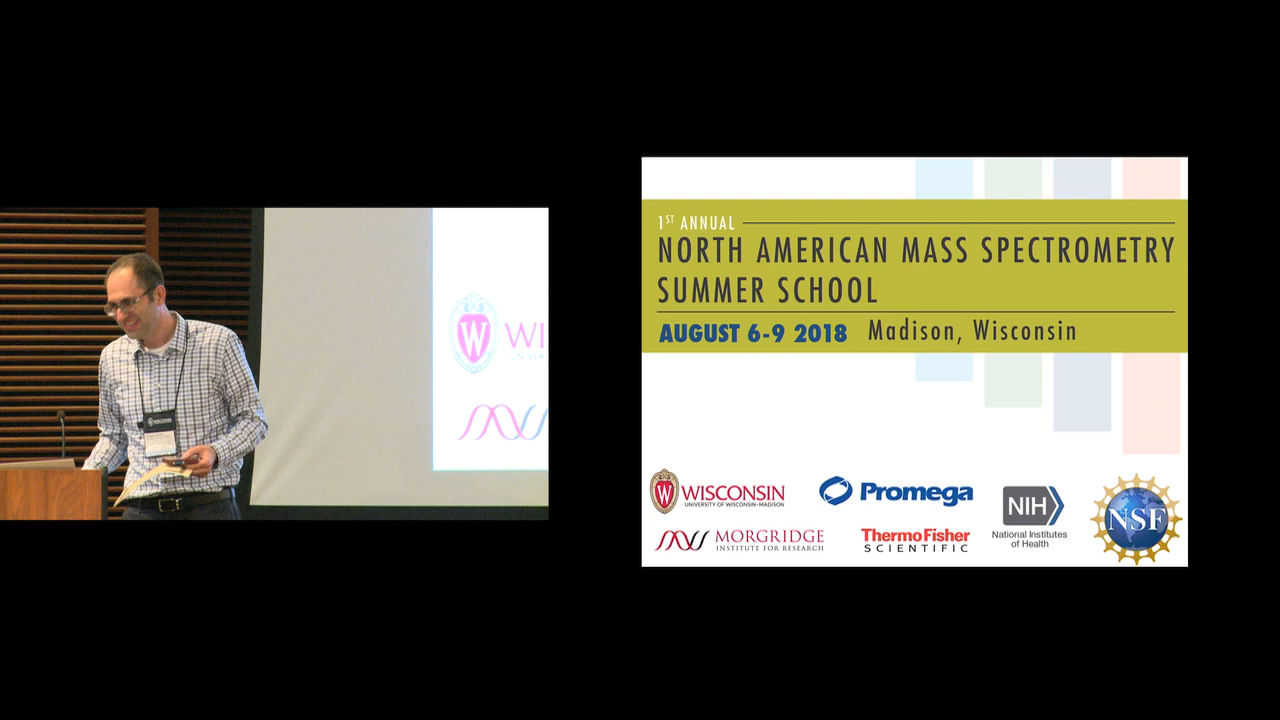 W WI
1ST ANNUAL
NORTH AMERICAN MASS SPECTROMETRY
SUMMER SCHOOL
AUGUST 6-9 2018 Madison, Wisconsin
W WISCONSIN
UNIVERSITY OF WISCONSIN–MADISON
Promega
NIH
National Institutes
of Health
NSF
MORGRIDGE
INSTITUTE FOR RESEARCH
ThermoFisher
SCIENTIFIC